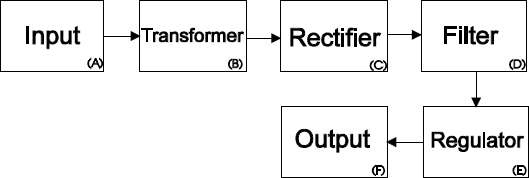 Input
(A)
Transformer
(B)
Rectifier
(C)
Filter
(D)
Regulator
(E)
Output
(F)